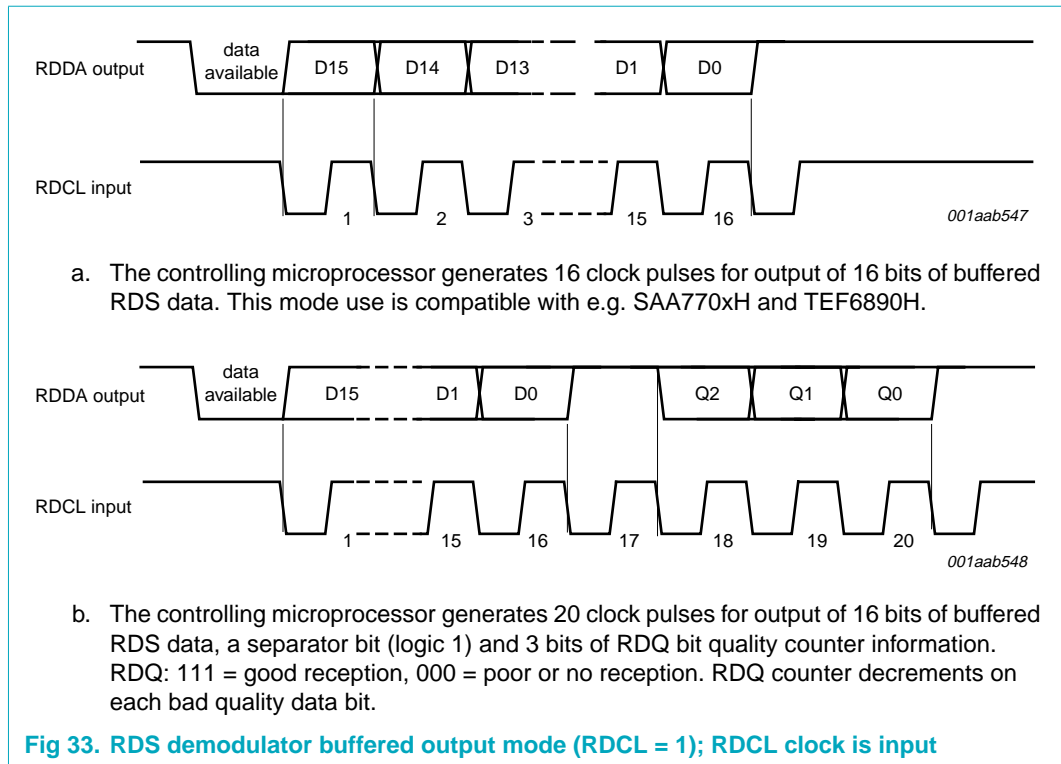 data
available
RDDA output D15 D14 D13 D1 D0
RDCL input
1 2 3 15 16
001aab547
a. The controlling microprocessor generates 16 clock pulses for output of 16 bits of buffered
RDS data. This mode use is compatible with e.g. SAA770xH and TEF6890H.
data
available
RDDA output D15 D1 D0 Q2 Q1 Q0
RDCL input
1 15 16 17 18 19 20
001aab548
b. The controlling microprocessor generates 20 clock pulses for output of 16 bits of buffered
RDS data, a separator bit (logic 1) and 3 bits of RDQ bit quality counter information.
RDQ: 111 = good reception, 000 = poor or no reception. RDQ counter decrements on
each bad quality data bit.
Fig 33. RDS demodulator buffered output mode (RDCL = 1); RDCL clock is input